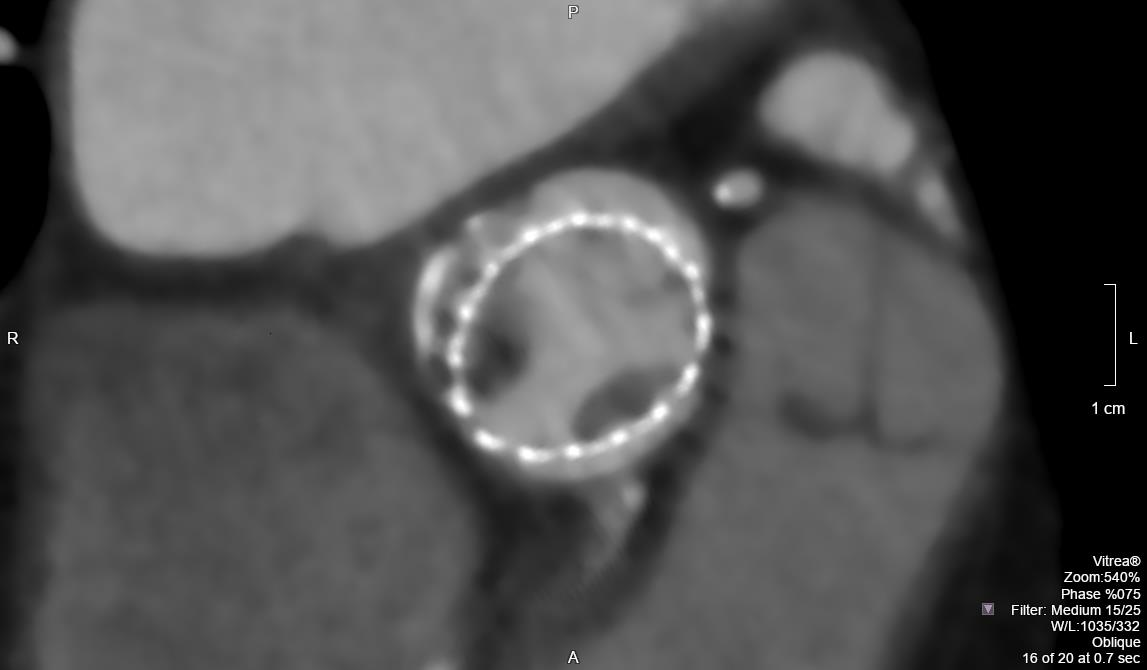 P
R
L
1 cm
Vitrea®
Zoom:540%
Phase %075
Filter: Medium 15/25
W/L:1035/332
Oblique
16 of 20 at 0.7 sec
A